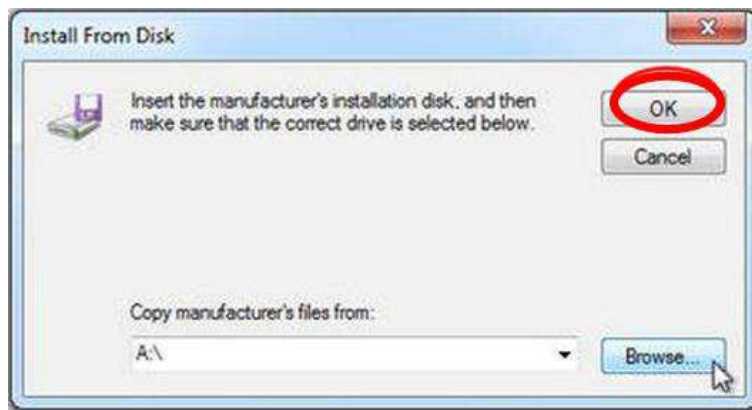 Install From Disk
Insert the manufacturer's installation disk, and then
make sure that the correct drive is selected below.
OK
Cancel
Copy manufacturer's files from:
A:\
Browse...